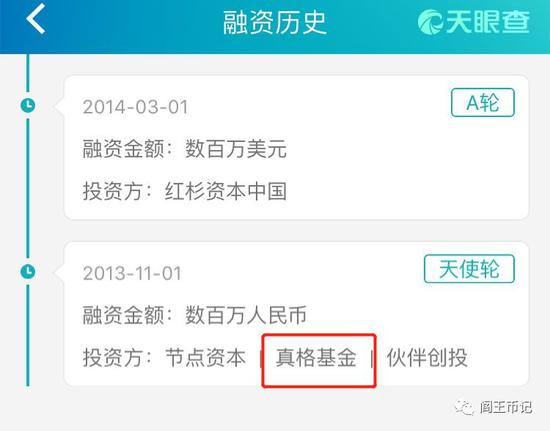 融资历史
天眼查
2014-03-01
A轮
融资金额：数百万美元
投资方：红杉资本中国
2013-11-01
天使轮
融资金额：数百万人民币
投资方：节点资本 | 真格基金 | 伙伴创投
阎王币记